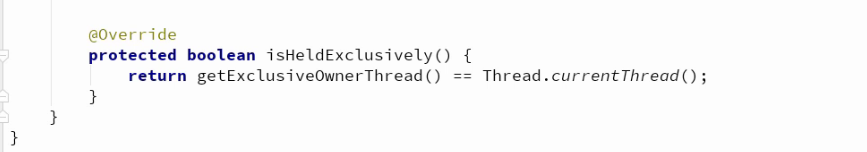 @Override
protected boolean isHeldExclusively() {
return getExclusiveOwnerThread() == Thread.currentThread();
}
}
}